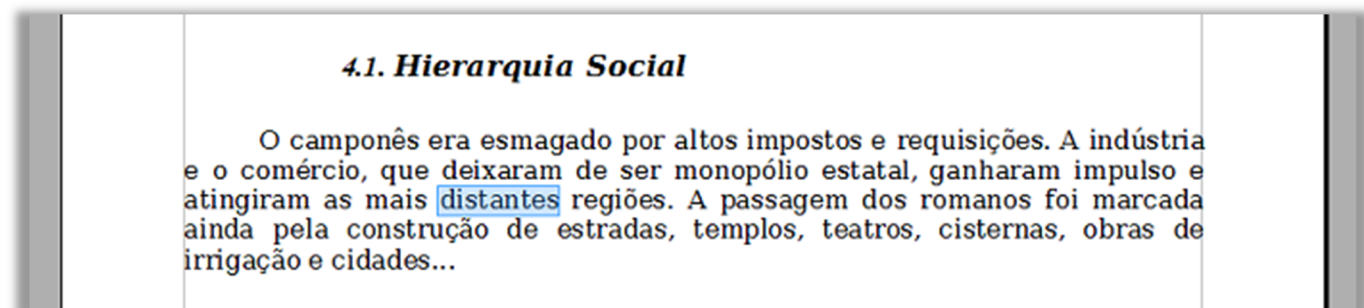 4.1. Hierarquia Social
O camponês era esmagado por altos impostos e requisições. A indústria
e o comércio, que deixaram de ser monopólio estatal, ganharam impulso e
atingiram as mais distantes regiões. A passagem dos romanos foi marcada
ainda pela construção de estradas, templos, teatros, cisternas, obras de
irrigação e cidades...